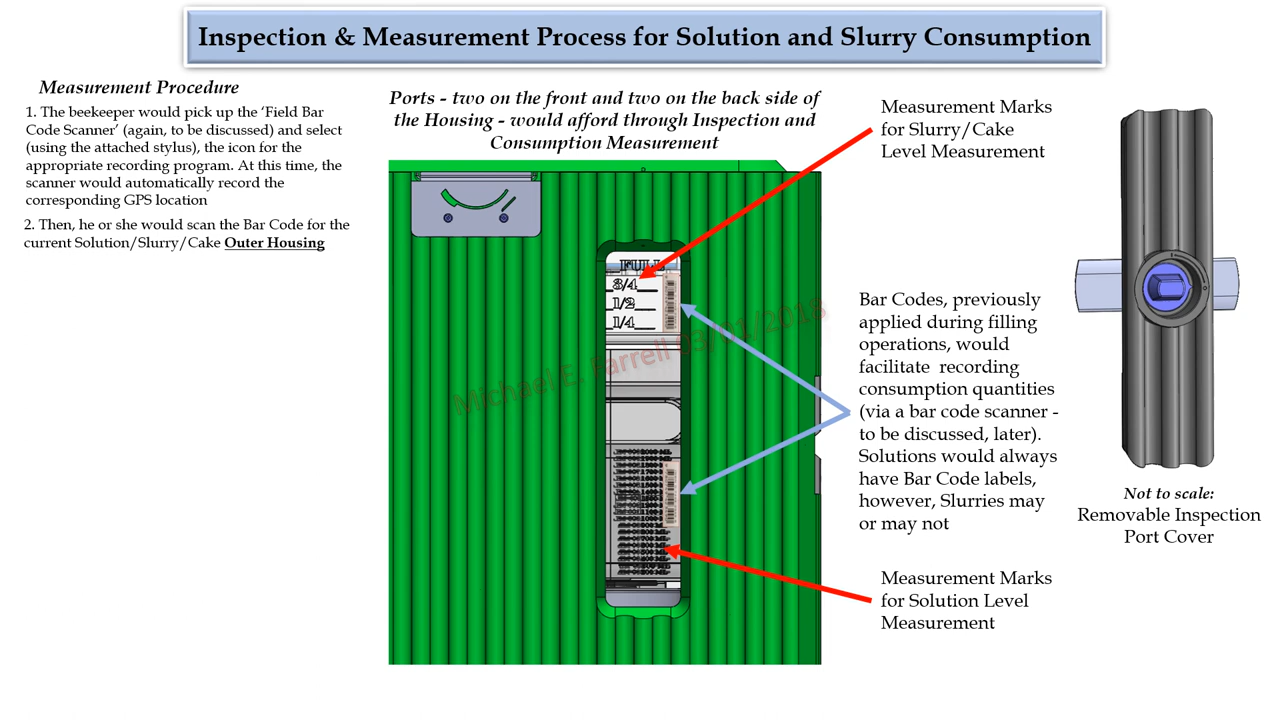 Inspection & Measurement Process for Solution and Slurry Consumption
Measurement Procedure
1. The beekeeper would pick up the ‘Field Bar
Code Scanner’ (again, to be discussed) and select
(using the attached stylus), the icon for the
appropriate recording program. At this time, the
scanner would automatically record the
corresponding GPS location
2. Then, he or she would scan the Bar Code for the
current Solution/Slurry/Cake Outer Housing
Ports - two on the front and two on the back side of
the Housing - would afford through Inspection and
Consumption Measurement
FULL
3/4
1/2
1/4
Michael E. Farrell 03/01/2018
Measurement Marks
for Slurry/Cake
Level Measurement
Bar Codes, previously
applied during filling
operations, would
facilitate recording
consumption quantities
(via a bar code scanner -
to be discussed, later).
Solutions would always
have Bar Code labels,
however, Slurries may
or may not
Measurement Marks
for Solution Level
Measurement
Not to scale:
Removable Inspection
Port Cover